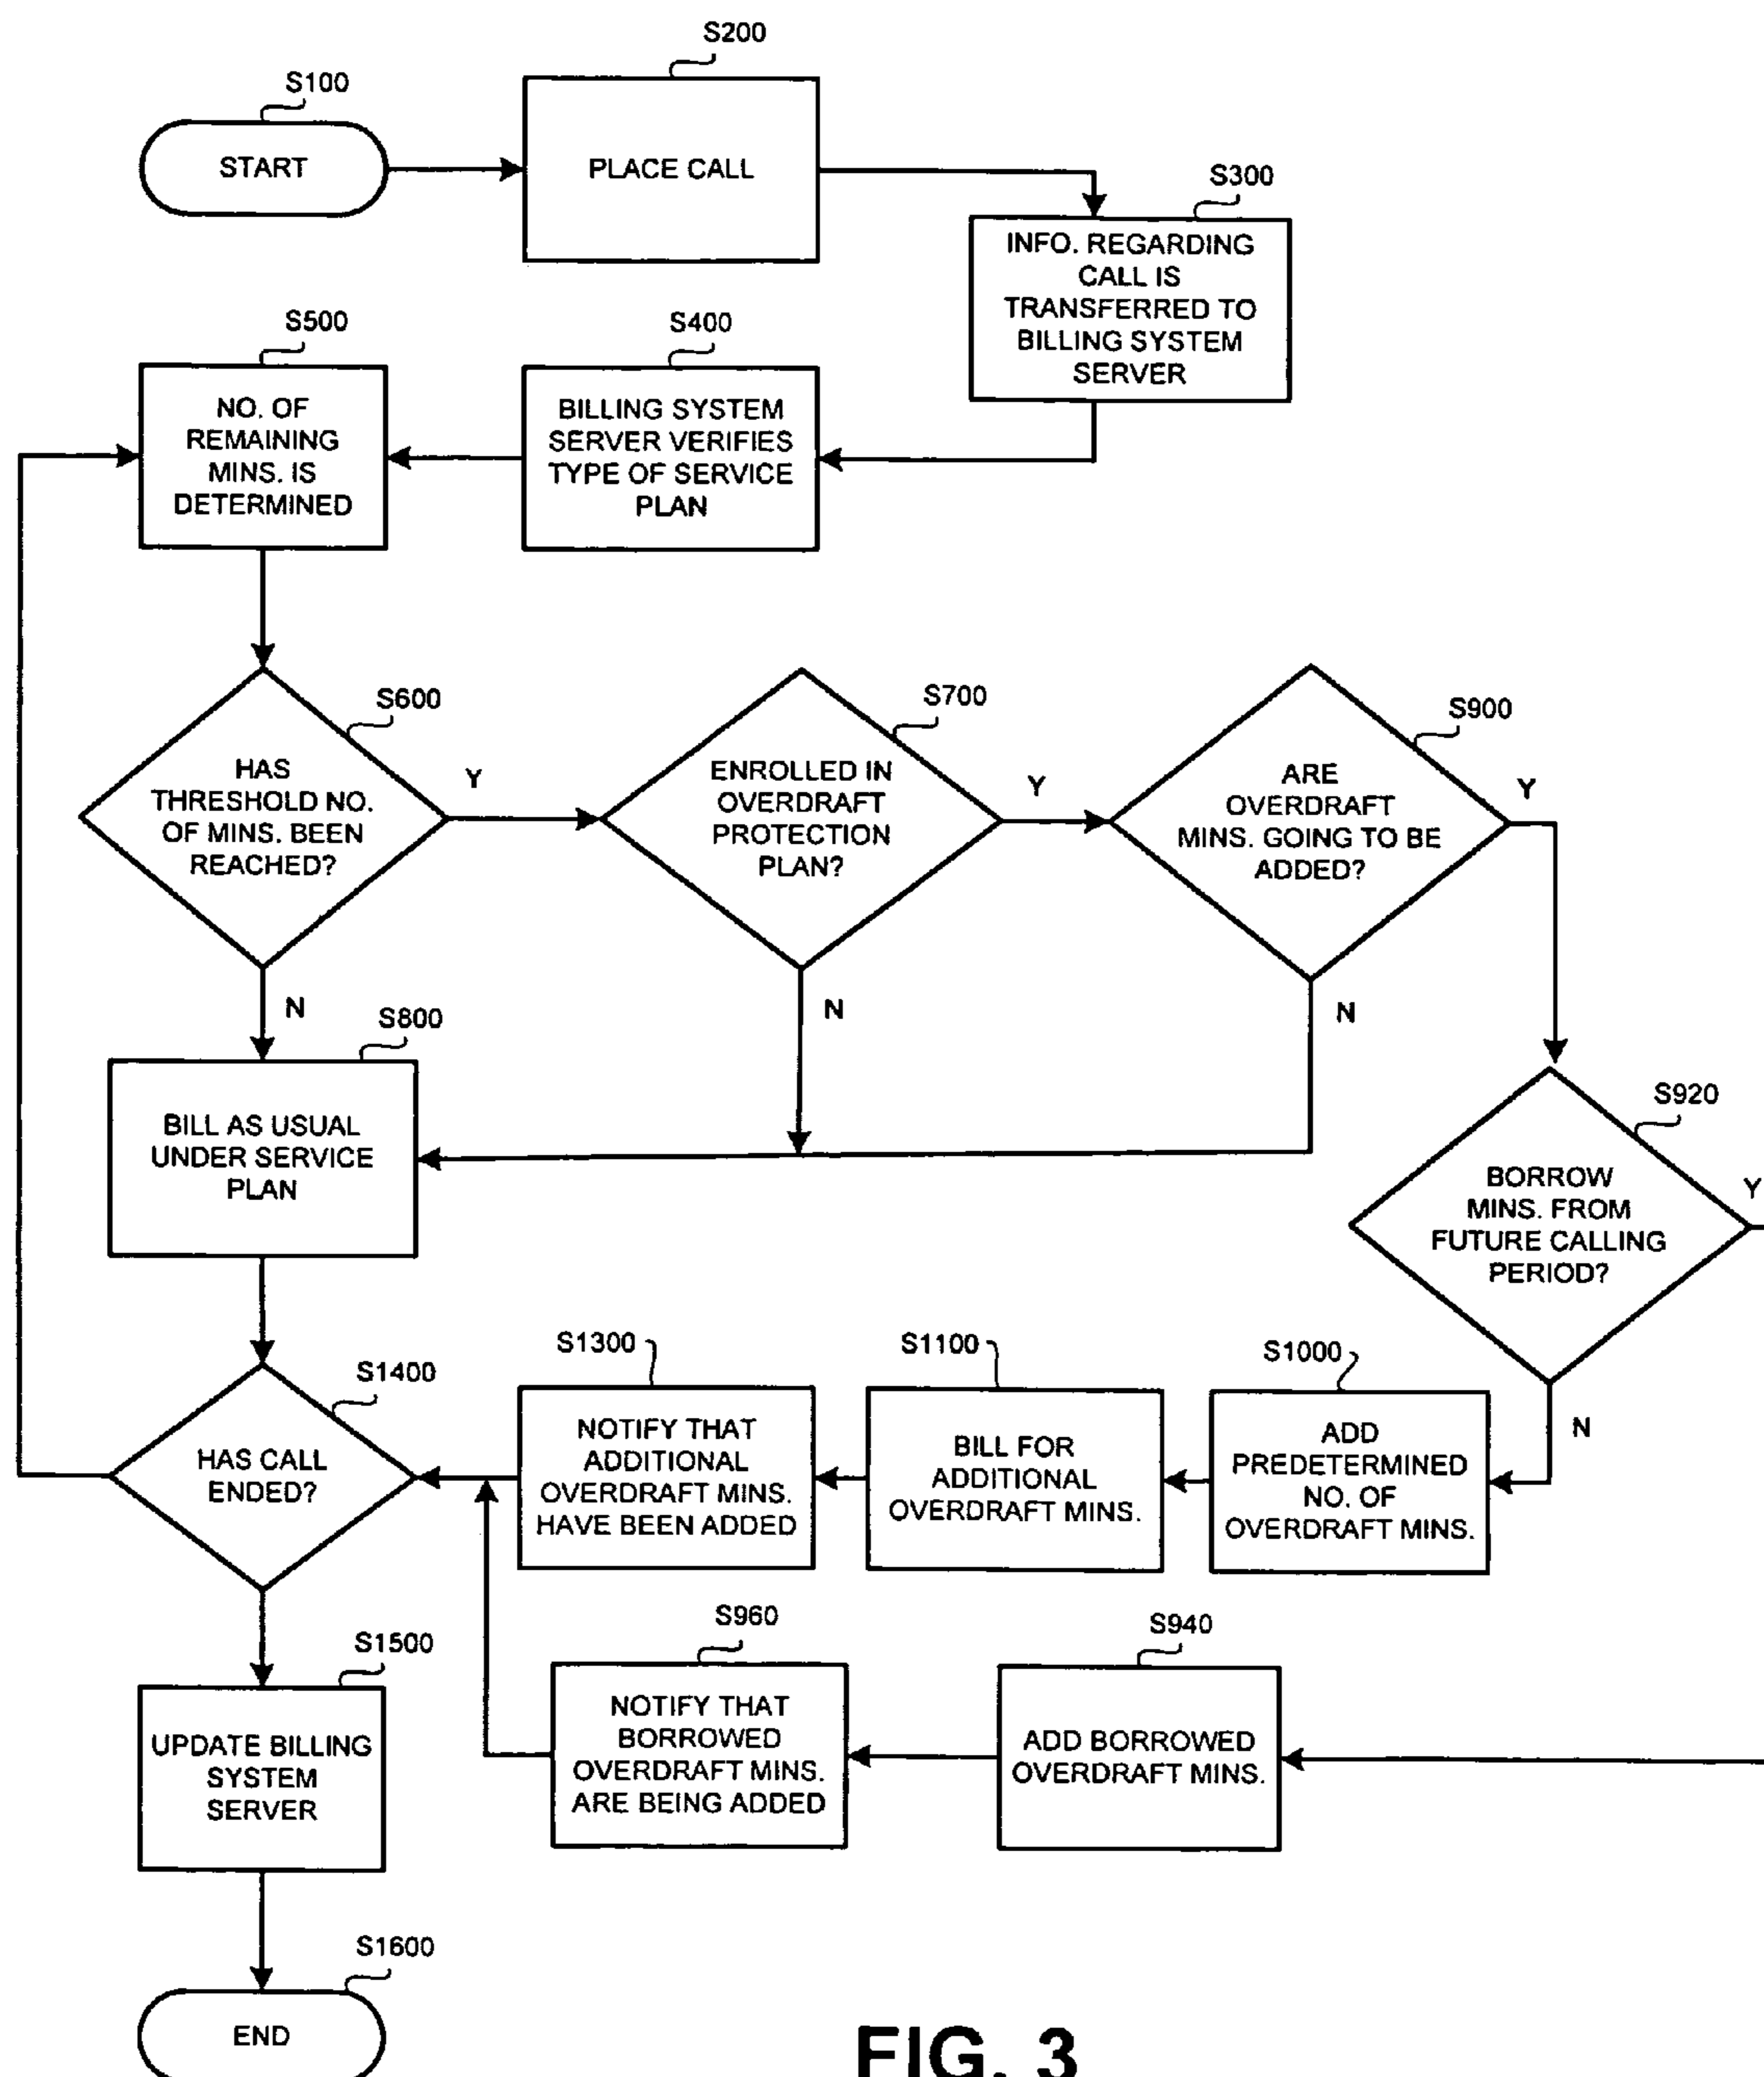 S200
S100
START
PLACE CALL
S300
INFO. REGARDING
CALL IS
TRANSFERRED TO
BILLING SYSTEM
SERVER
S500
S400
NO. OF
REMAINING
MINS. IS
DETERMINED
BILLING SYSTEM
SERVER VERIFIES
TYPE OF SERVICE
PLAN
S600
HAS
THRESHOLD NO.
OF MINS. BEEN
REACHED?
Y
N
S700
ENROLLED IN
OVERDRAFT
PROTECTION
PLAN?
Y
N
S900
ARE
OVERDRAFT
MINS. GOING TO BE
ADDED?
Y
N
S800
BILL AS USUAL
UNDER SERVICE
PLAN
S920
BORROW
MINS. FROM
FUTURE CALLING
PERIOD?
Y
N
S1400
HAS CALL
ENDED?
S1300
NOTIFY THAT
ADDITIONAL
OVERDRAFT MINS.
HAVE BEEN ADDED
S1100
BILL FOR
ADDITIONAL
OVERDRAFT MINS.
S1000
ADD
PREDETERMINED
NO. OF
OVERDRAFT MINS.
S1500
UPDATE BILLING
SYSTEM
SERVER
S960
NOTIFY THAT
BORROWED
OVERDRAFT MINS.
ARE BEING ADDED
S940
ADD BORROWED
OVERDRAFT MINS.
S1600
END
FIG. 3